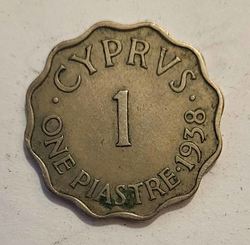 · CYPRVS ·
1
ONE PIASTRE · 1938